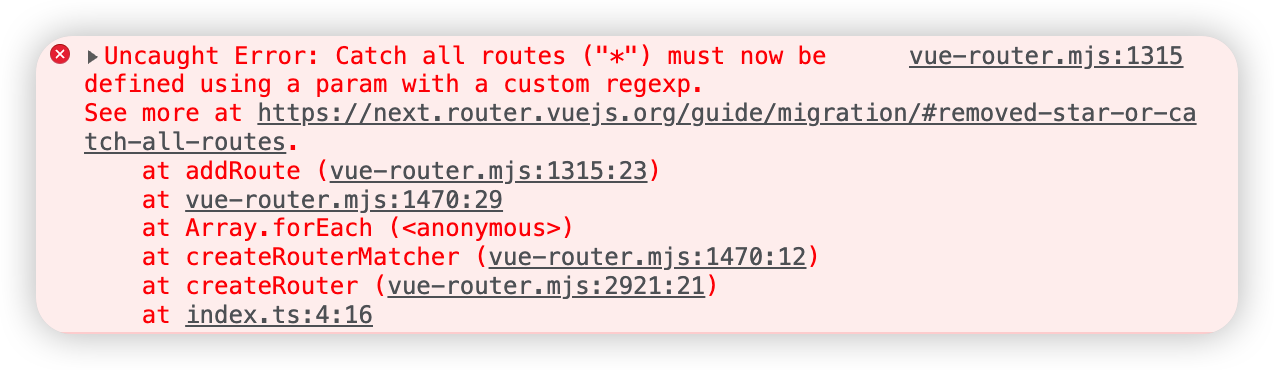 ▶Uncaught Error: Catch all routes ("*") must now be vue-router.mjs:1315
defined using a param with a custom regexp.
See more at https://next.router.vuejs.org/guide/migration/#removed-star-or-ca
tch-all-routes.
at addRoute (vue-router.mjs:1315:23)
at vue-router.mjs:1470:29
at Array.forEach (<anonymous>)
at createRouterMatcher (vue-router.mjs:1470:12)
at createRouter (vue-router.mjs:2921:21)
at index.ts:4:16